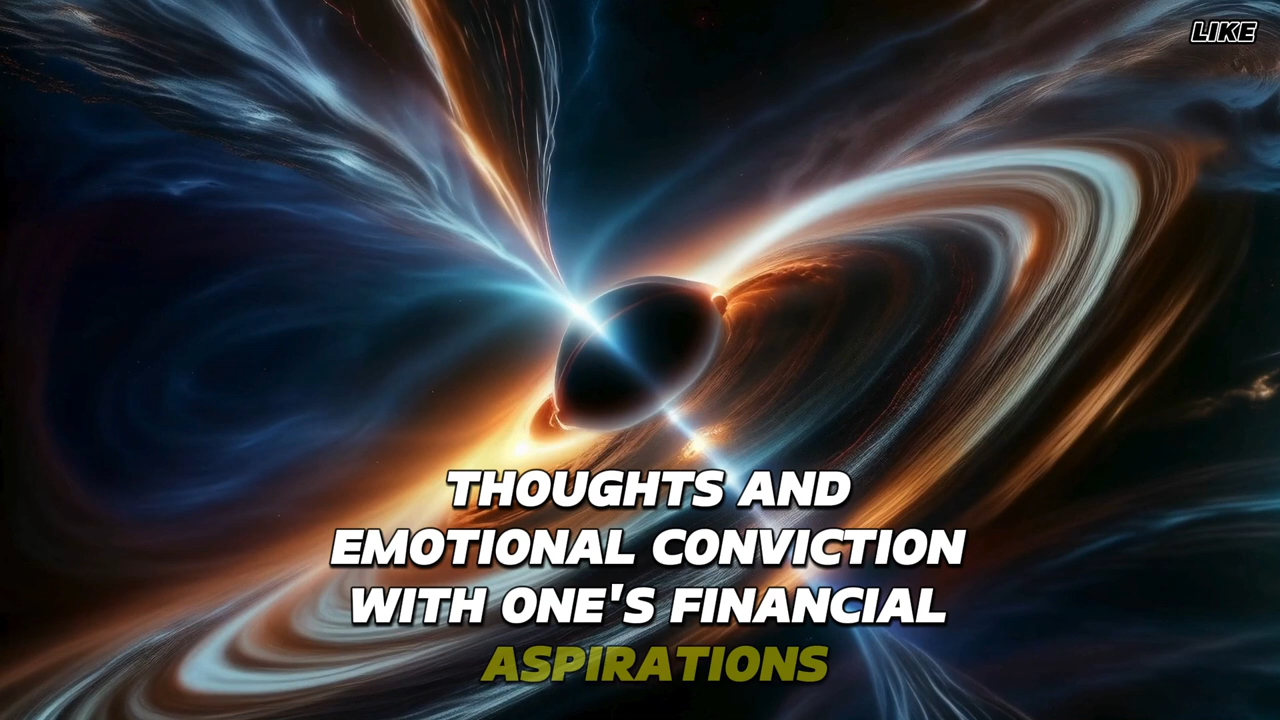 LIKE
THOUGHTS AND
EMOTIONAL CONVICTION
WITH ONE'S FINANCIAL
ASPIRATIONS